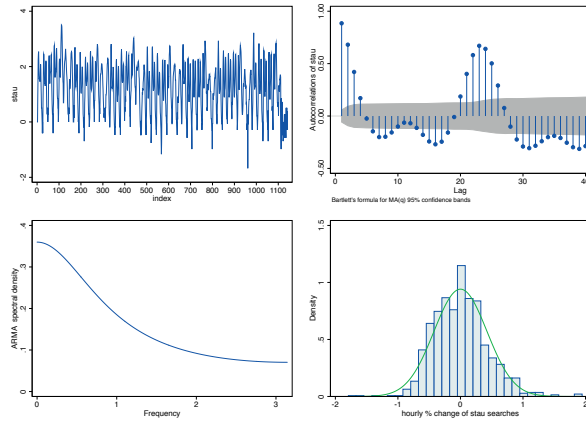 stau
4
2
0
-2
0 100 200 300 400 500 600 700 800 900 1000 1100
index
Autocorrelations of stau
1.00
0.50
0.00
-0.50
0 10 20 30 40
Lag
Bartlett's formula for MA(q) 95% confidence bands
ARMA spectral density
.4
.3
.2
.1
0
0 1 2 3
Frequency
Density
1.5
1
.5
0
-2 -1 0 1 2
hourly % change of stau searches